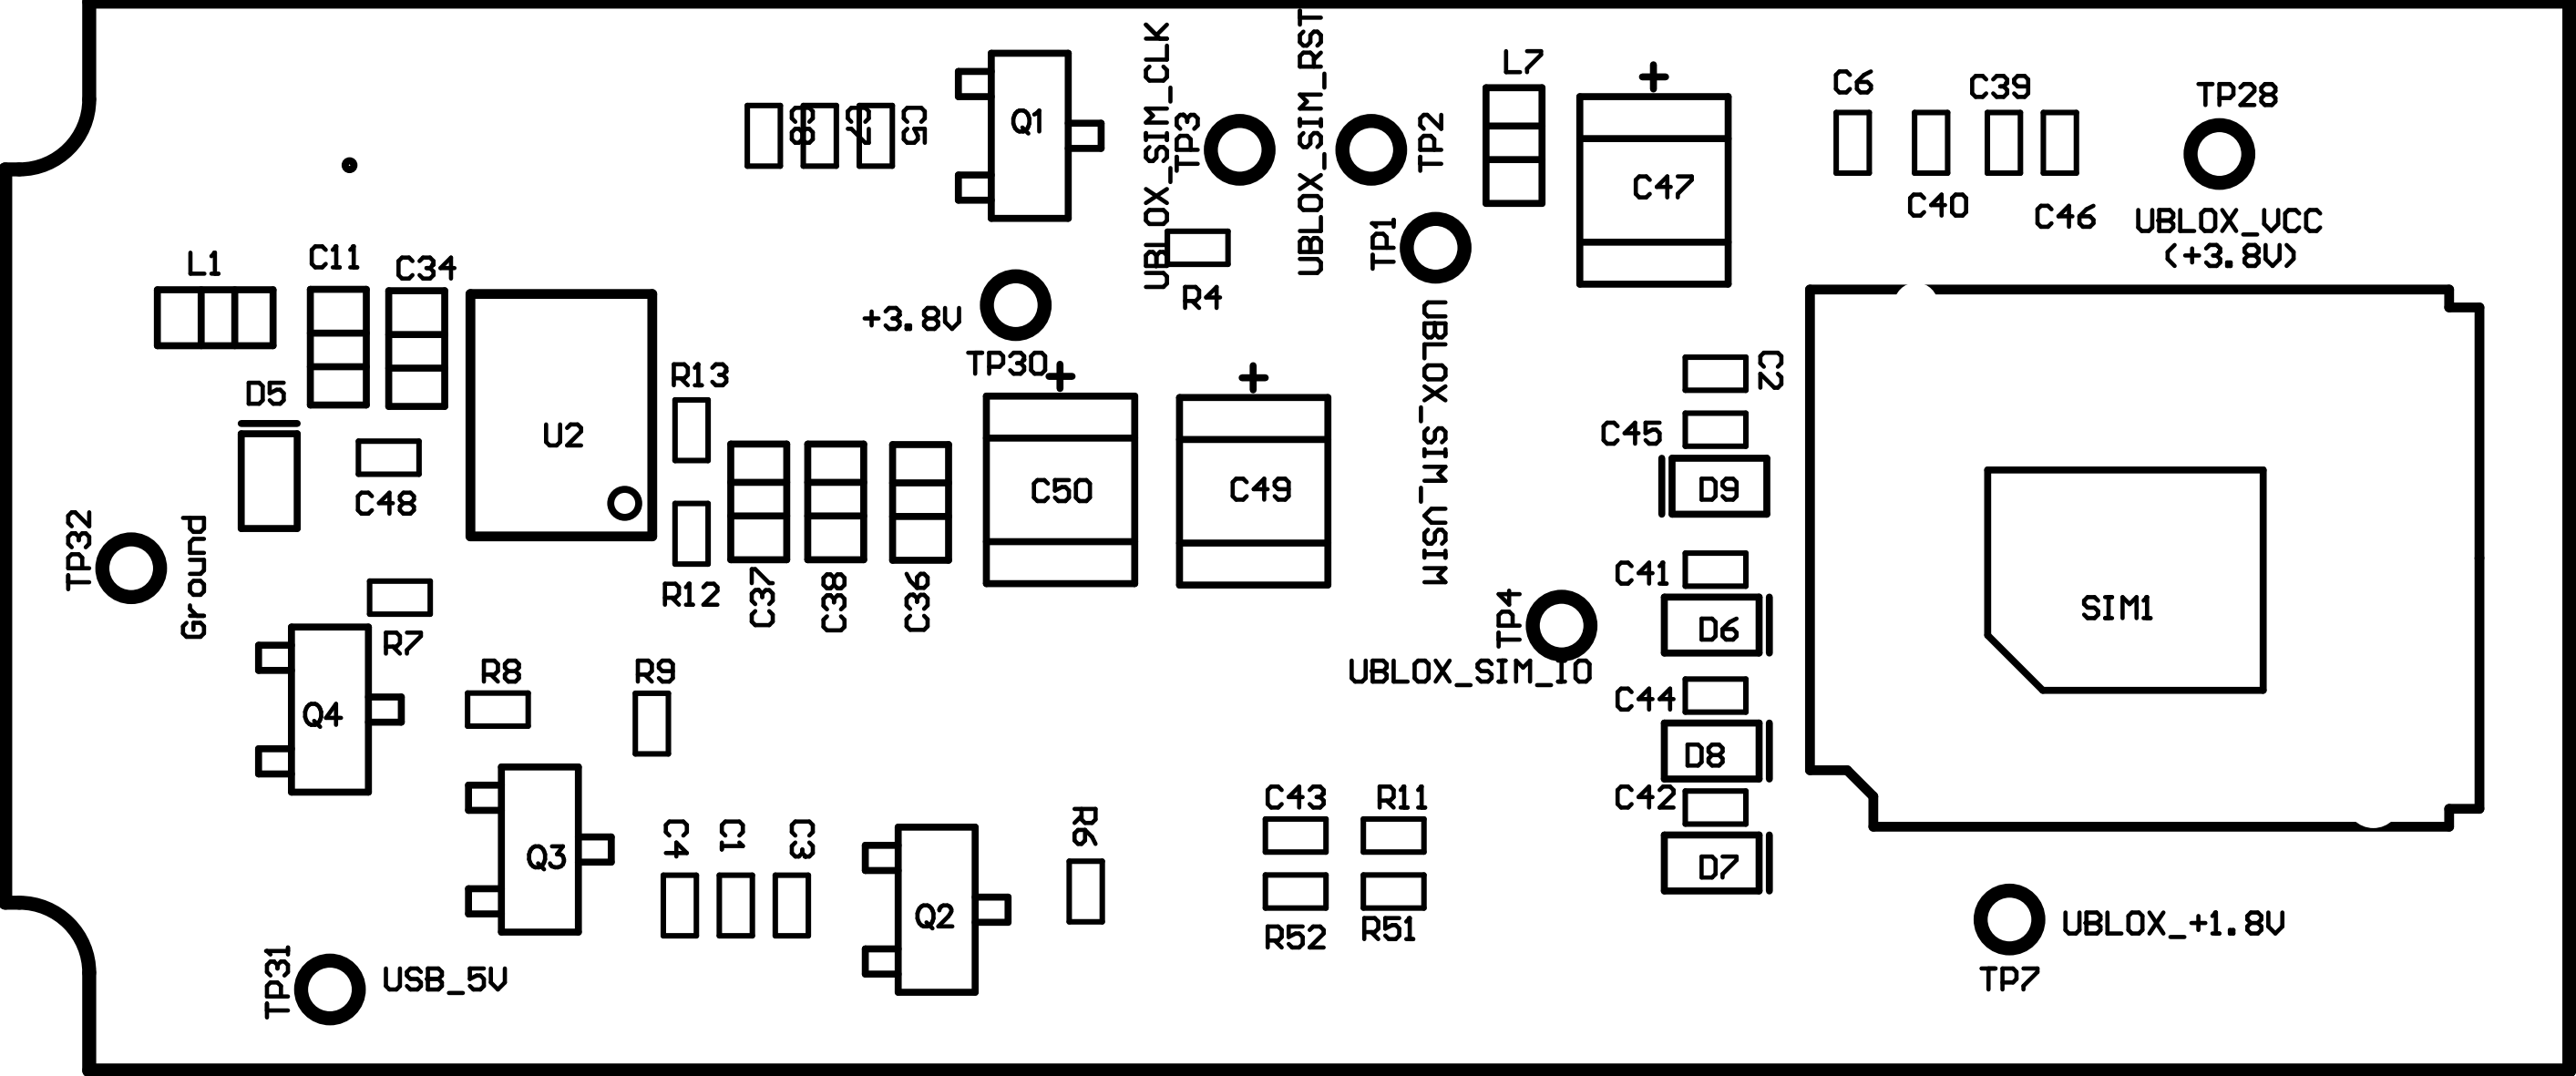 UBLOX_SIM_CLK
UBLOX_SIM_RST
L7
+
C6
C39
TP28
C8
C7
C5
Q1
TP3
TP2
C47
C40
C46
UBLOX_VCC
(+3.8V)
L1
C11
C34
TP1
R4
+3.8V
TP30
+
+
UBLOX_SIM_VSIM
R13
C2
D5
U2
C45
C48
C50
C49
D9
TP32
Ground
R12
C37
C38
C36
TP4
C41
D6
SIM1
R7
R8
R9
UBLOX_SIM_IO
C44
Q4
D8
C43
R11
C42
C4
C1
C3
R6
Q3
D7
Q2
R52
R51
UBLOX_+1.8V
TP31
USB_5V
TP7